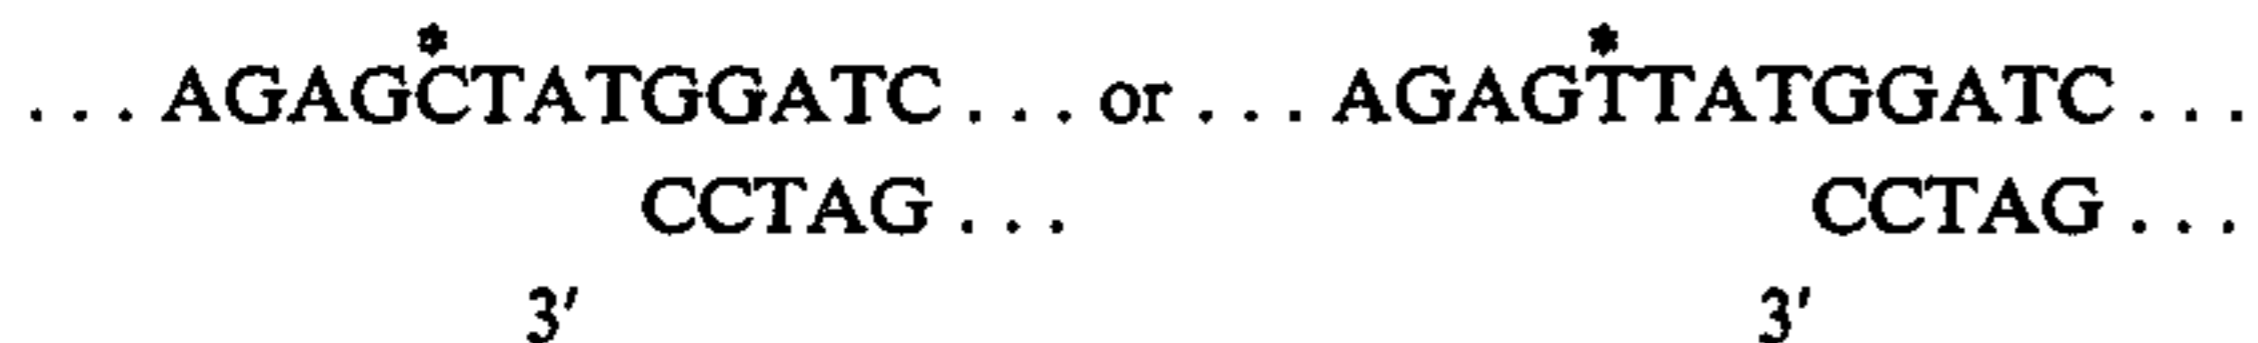 * *
. . . AGAGCTATGGATC . . . or . . . AGAGTTATGGATC . . .
CCTAG . . . CCTAG . . .
3′ 3′